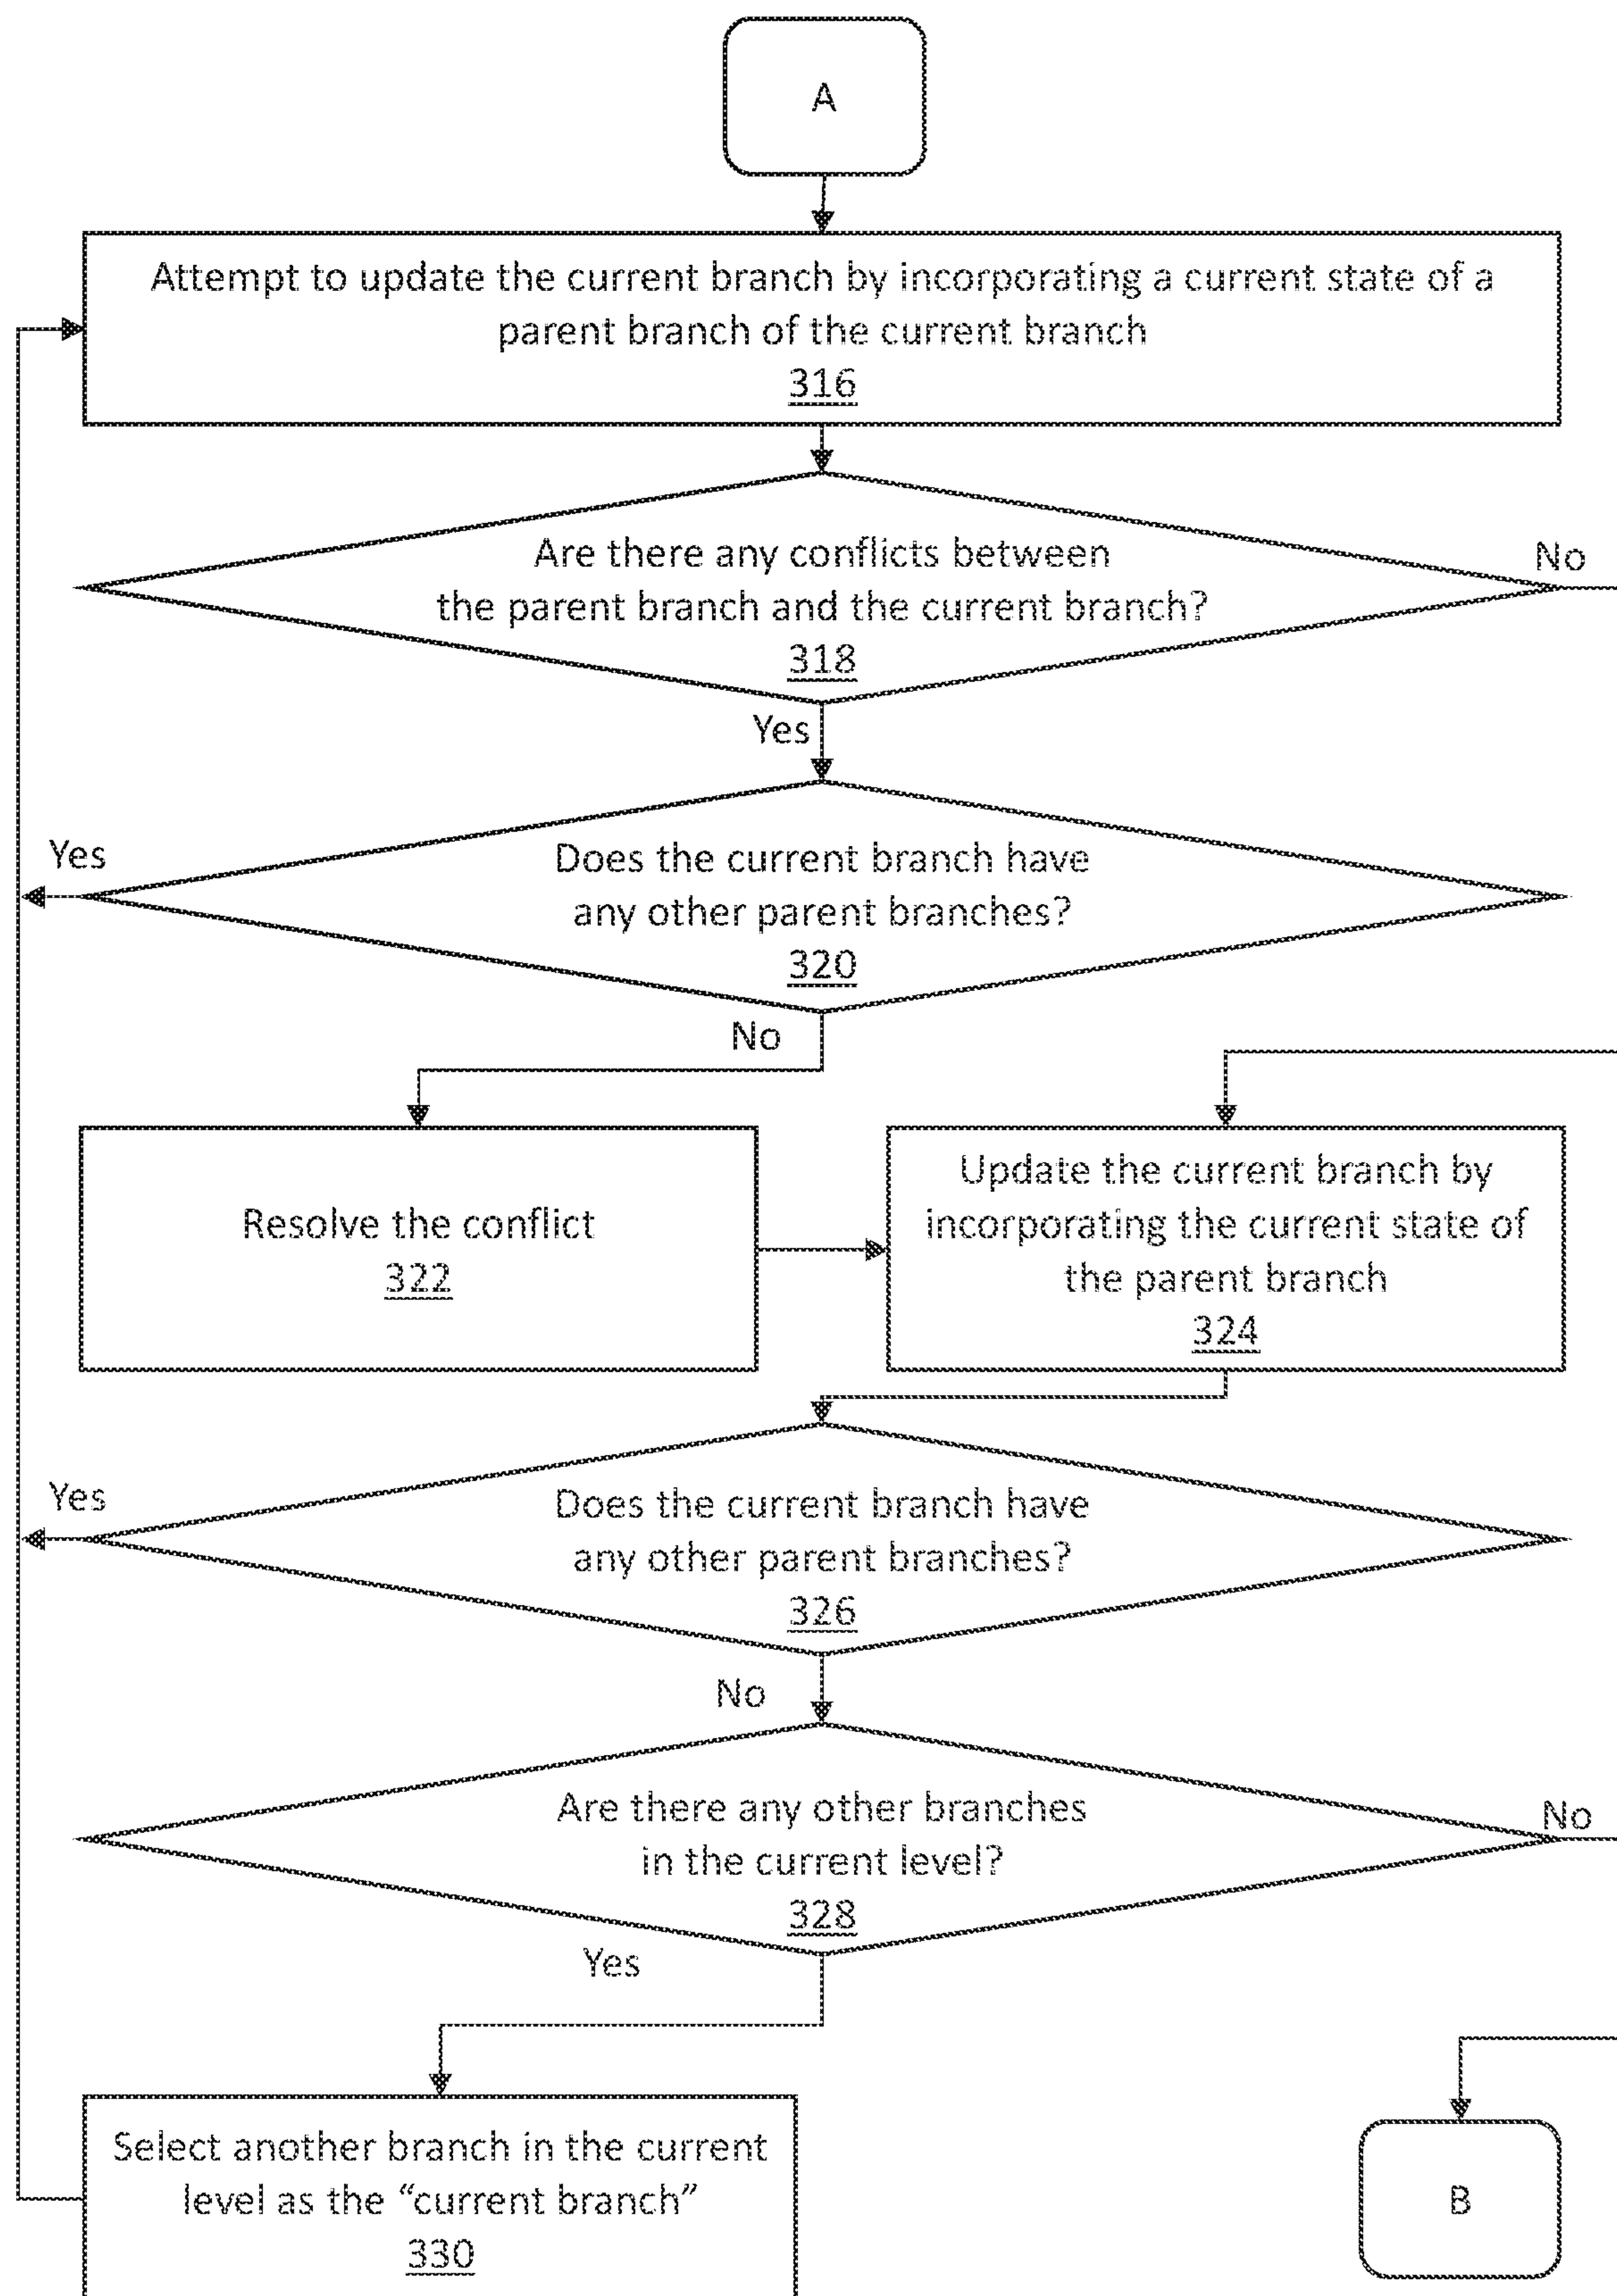 A
Attempt to update the current branch by incorporating a current state of a
parent branch of the current branch
316
Are there any conflicts between
the parent branch and the current branch?
318
No
Yes
Does the current branch have
any other parent branches?
320
Yes
No
Resolve the conflict
322
Update the current branch by
incorporating the current state of
the parent branch
324
Does the current branch have
any other parent branches?
326
Yes
No
Are there any other branches
in the current level?
328
No
Yes
Select another branch in the current
level as the “current branch”
330
B